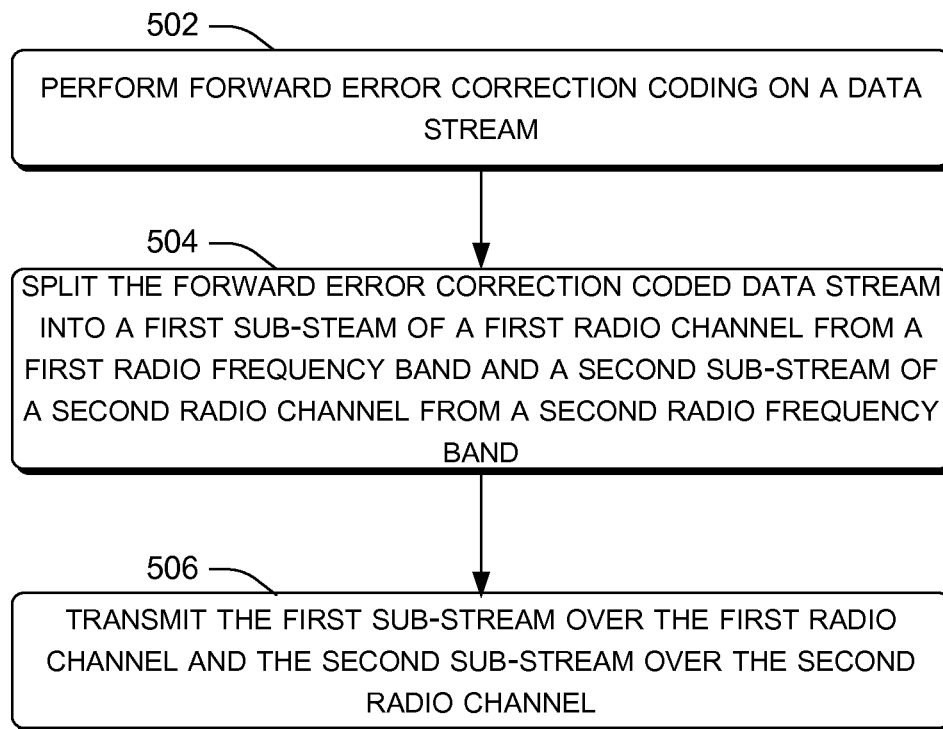 502
PERFORM FORWARD ERROR CORRECTION CODING ON A DATA
STREAM
504
SPLIT THE FORWARD ERROR CORRECTION CODED DATA STREAM
INTO A FIRST SUB-STEAM OF A FIRST RADIO CHANNEL FROM A
FIRST RADIO FREQUENCY BAND AND A SECOND SUB-STREAM OF
A SECOND RADIO CHANNEL FROM A SECOND RADIO FREQUENCY
BAND
506
TRANSMIT THE FIRST SUB-STREAM OVER THE FIRST RADIO
CHANNEL AND THE SECOND SUB-STREAM OVER THE SECOND
RADIO CHANNEL